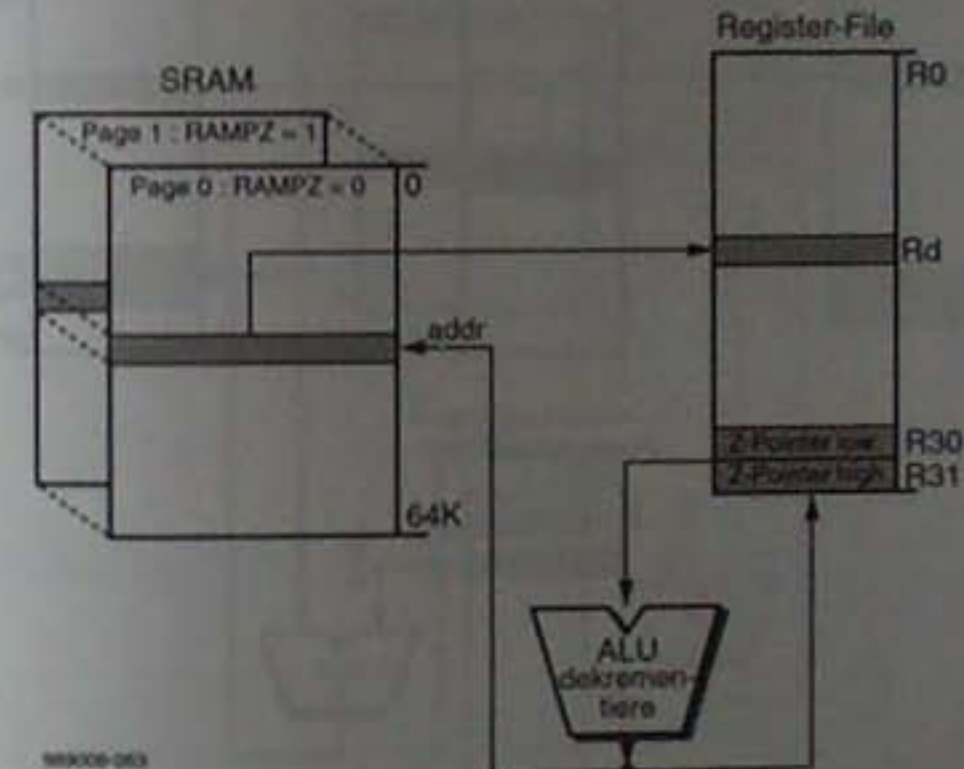 Register-File
R0
SRAM
Page 1 : RAMPZ = 1
Page 0 : RAMPZ = 0
0
Rd
addr
Z-Pointer low
R30
Z-Pointer high
R31
64K
ALU
dekremen-
tiere